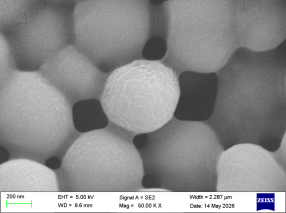 200 nm
EHT = 5.00 kV
WD = 9.6 mm
Signal A = SE2
Mag = 50.00 K X
Width = 2.287 µm
Date: 14 May 2025
ZEISS